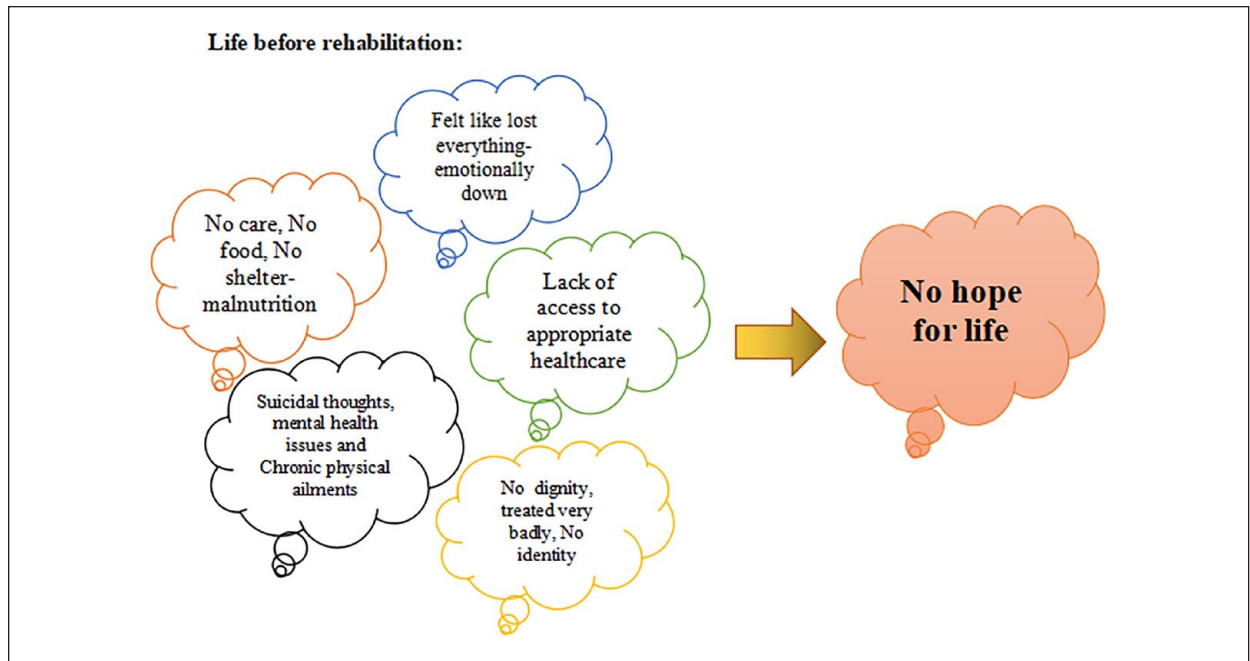 Life before rehabilitation:
Felt like lost
everything-
emotionally
down
No care, No
food, No
shelter-
malnutrition
Lack of
access to
appropriate
healthcare
No hope
for life
Suicidal thoughts,
mental health
issues and
Chronic physical
ailments
No dignity,
treated very
badly, No
identity